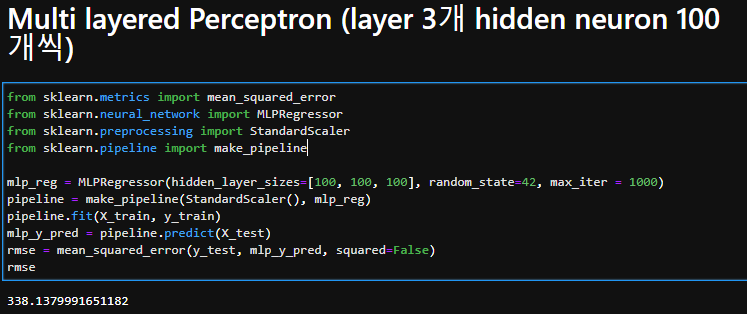 Multi layered Perceptron (layer 3개 hidden neuron 100
개씩)
from sklearn.metrics import mean_squared_error
from sklearn.neural_network import MLPRegressor
from sklearn.preprocessing import StandardScaler
from sklearn.pipeline import make_pipeline
mlp_reg = MLPRegressor(hidden_layer_sizes=[100, 100, 100], random_state=42, max_iter = 1000)
pipeline = make_pipeline(StandardScaler(), mlp_reg)
pipeline.fit(X_train, y_train)
mlp_y_pred = pipeline.predict(X_test)
rmse = mean_squared_error(y_test, mlp_y_pred, squared=False)
rmse
338.1379991651182